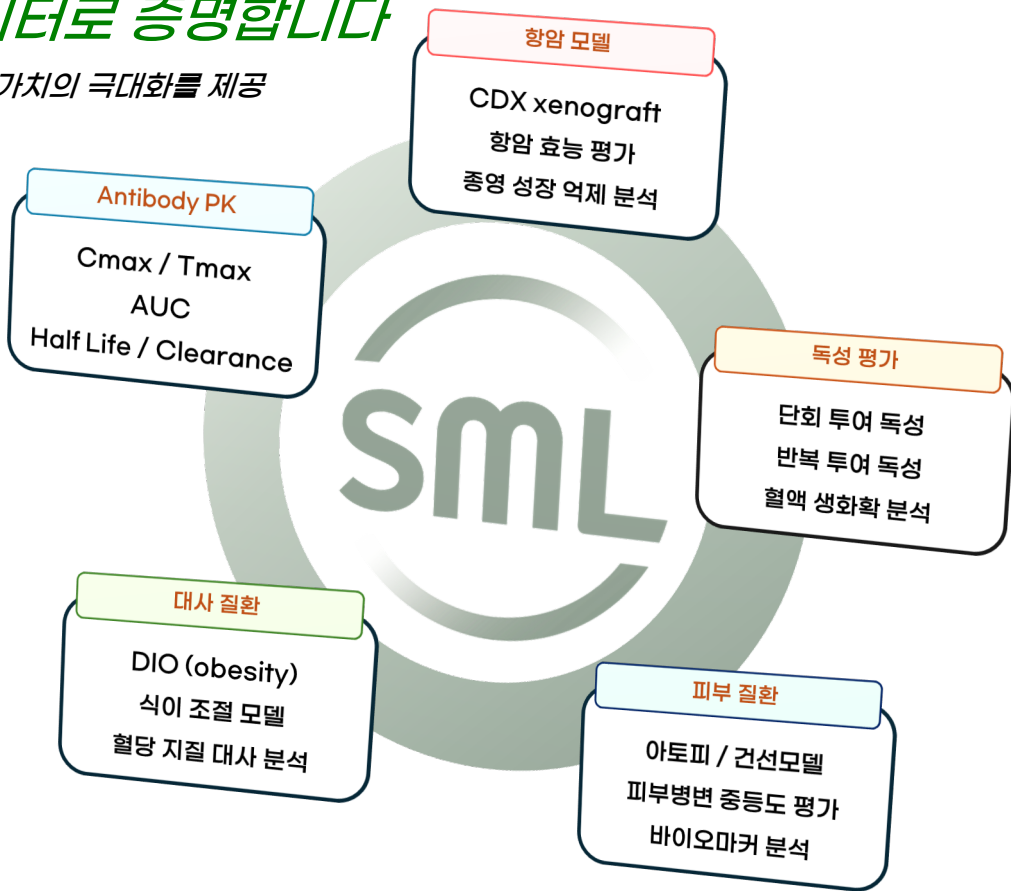 이터로 증명합니다
가치의 극대화를 제공
항암 모델
CDX xenograft
항암 효능 평가
종영 성장 억제 분석
Antibody PK
Cmax / Tmax
AUC
Half Life / Clearance
SML
독성 평가
단회 투여 독성
반복 투여 독성
혈액 생화확 분석
대사 질환
DIO (obesity)
식이 조절 모델
혈당 지질 대사 분석
피부 질환
아토피 / 건선모델
피부병변 중등도 평가
바이오마커 분석